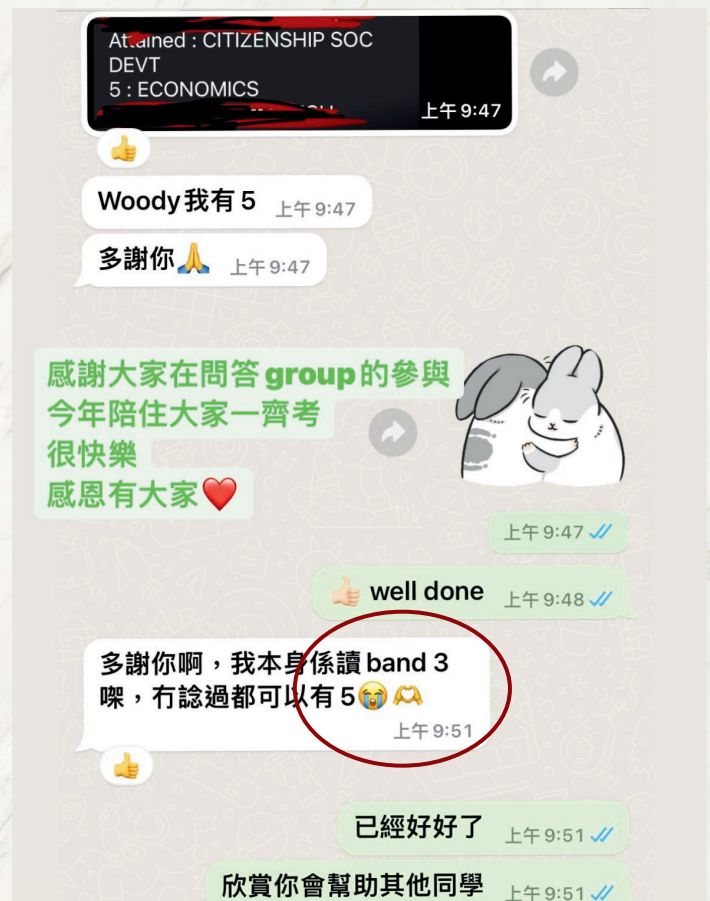 Attained : CITIZENSHIP SOC
DEVT
5 : ECONOMICS
上午 9:47
Woody我有 5 上午 9:47
多謝你🙏 上午 9:47
感謝大家在問答 group的參與
今年陪住大家一齊考
很快樂
感恩有大家❤️
上午 9:47
👍🏻 well done 上午 9:48
多謝你啊，我本身係讀 band 3
㗎，冇諗過都可以有 5😭🫶
上午 9:51
已經好好了 上午 9:51
欣賞你會幫助其他同學 上午 9:51